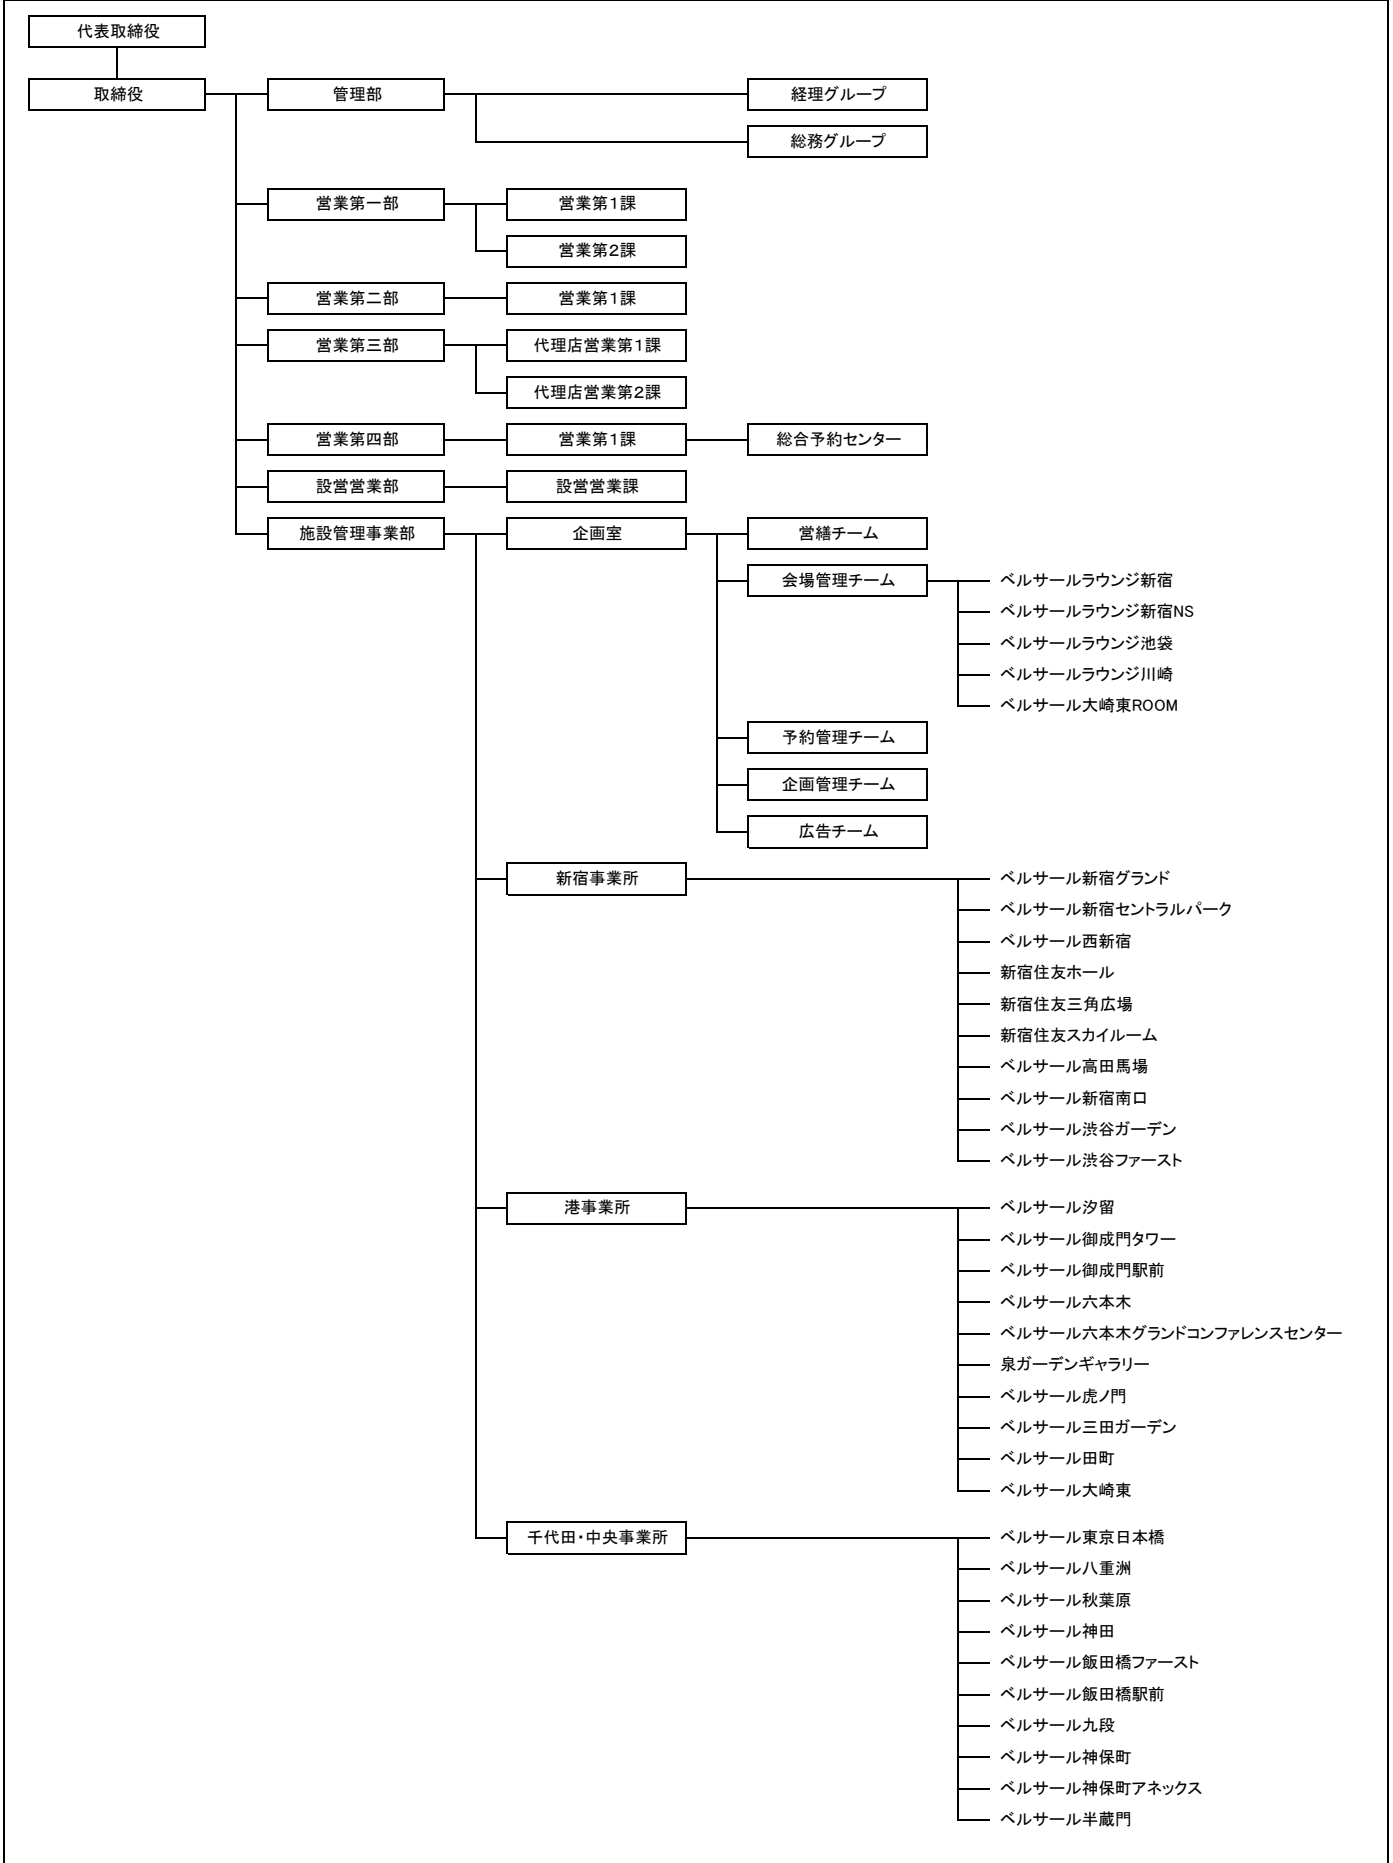 代表取締役
取締役
管理部
経理グループ
総務グループ
営業第一部
営業第1課
営業第2課
営業第二部
営業第1課
営業第三部
代理店営業第1課
代理店営業第2課
営業第四部
営業第1課
総合予約センター
設営営業部
設営営業課
施設管理事業部
企画室
営繕チーム
会場管理チーム
ベルサールラウンジ新宿
ベルサールラウンジ新宿NS
ベルサールラウンジ池袋
ベルサールラウンジ川崎
ベルサール大崎東ROOM
予約管理チーム
企画管理チーム
広告チーム
新宿事業所
ベルサール新宿グランド
ベルサール新宿セントラルパーク
ベルサール西新宿
新宿住友ホール
新宿住友三角広場
新宿住友スカイルーム
ベルサール高田馬場
ベルサール新宿南口
ベルサール渋谷ガーデン
ベルサール渋谷ファースト
港事業所
ベルサール汐留
ベルサール御成門タワー
ベルサール御成門駅前
ベルサール六本木
ベルサール六本木グランドコンファレンスセンター
泉ガーデンギャラリー
ベルサール虎ノ門
ベルサール三田ガーデン
ベルサール田町
ベルサール大崎東
千代田・中央事業所
ベルサール東京日本橋
ベルサール八重洲
ベルサール秋葉原
ベルサール神田
ベルサール飯田橋ファースト
ベルサール飯田橋駅前
ベルサール九段
ベルサール神保町
ベルサール神保町アネックス
ベルサール半蔵門